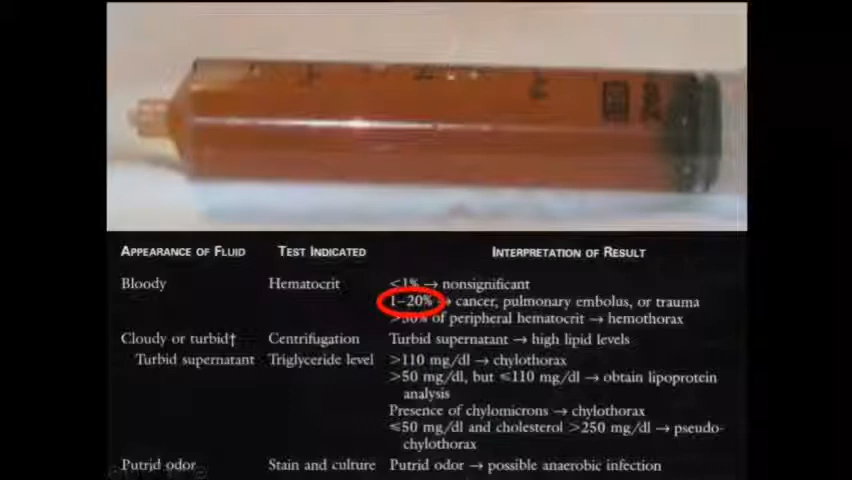 APPEARANCE OF FLUID TEST INDICATED INTERPRETATION OF RESULT
Bloody Hematocrit <1% → nonsignificant
1–20% → cancer, pulmonary embolus, or trauma
>50% of peripheral hematocrit → hemothorax
Cloudy or turbid† Centrifugation Turbid supernatant → high lipid levels
Turbid supernatant Triglyceride level >110 mg/dl → chylothorax
>50 mg/dl, but ≤110 mg/dl → obtain lipoprotein
analysis
Presence of chylomicrons → chylothorax
≤50 mg/dl and cholesterol >250 mg/dl → pseudo-
chylothorax
Putrid odor Stain and culture Putrid odor → possible anaerobic infection